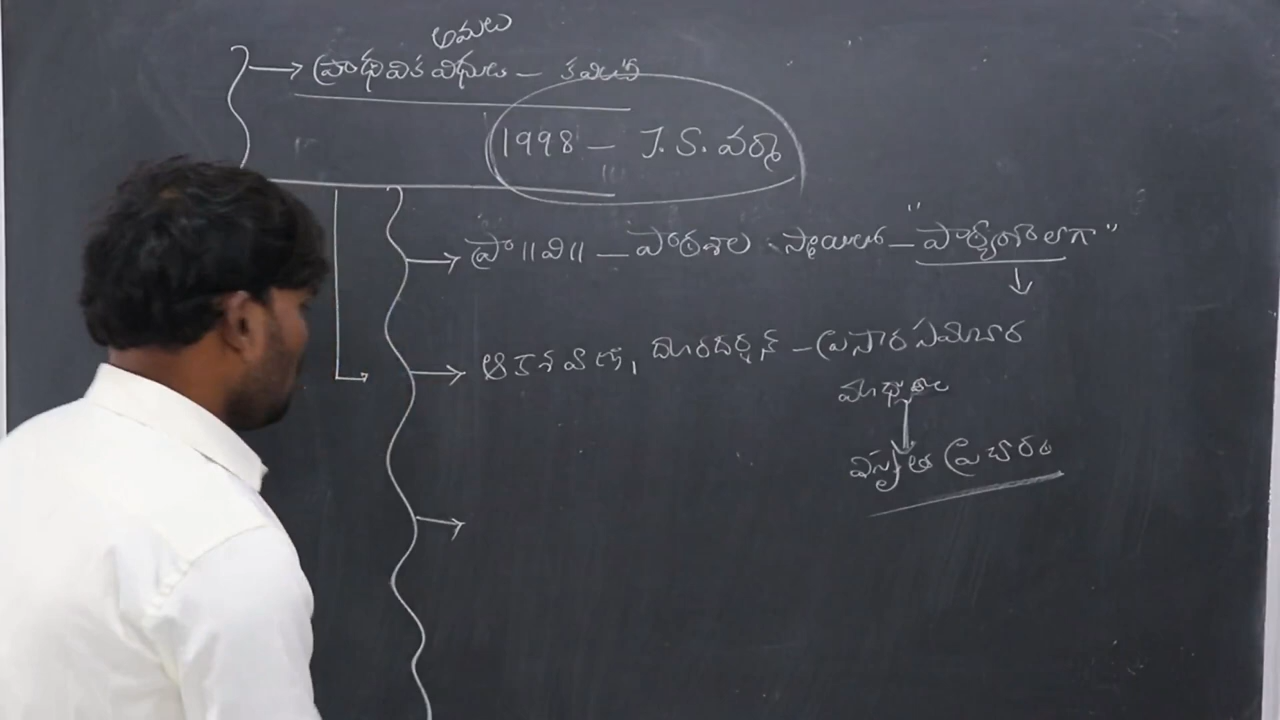 అమలు
ప్రాథమిక విధులు – కమిటీ
1998 – J. S. వర్మ
ప్రా॥వి॥ – పాఠశాల స్థాయిలో – "పాఠ్యాంశాలుగా"
ఆకాశవాణి, దూరదర్శన్ – ప్రసార సమాచార
మాధ్యమాల
విస్తృత ప్రచారం